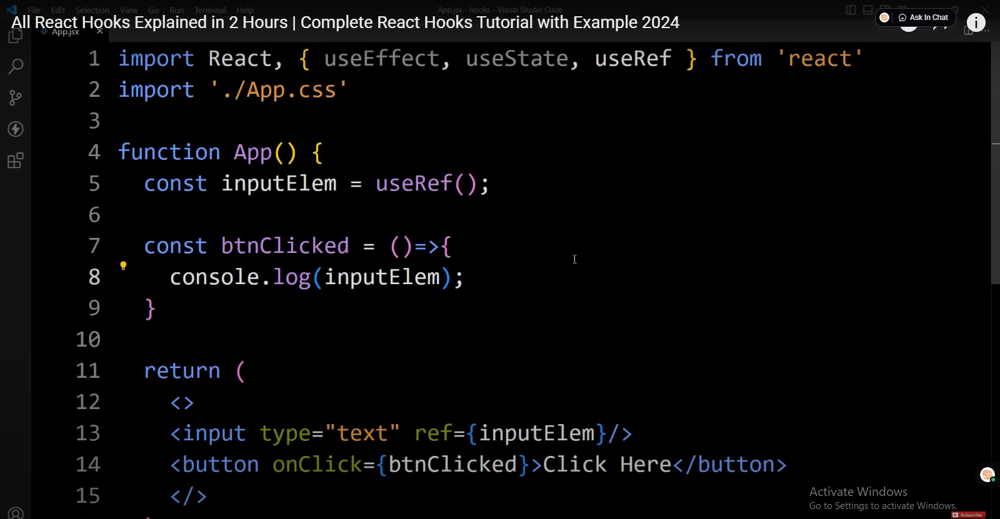 File Edit Selection View Go Run Terminal Help
App.jsx - hooks - Visual Studio Code
All React Hooks Explained in 2 Hours | Complete React Hooks Tutorial with Example 2024
Ask In Chat
App.jsx
1 import React, { useEffect, useState, useRef } from 'react'
2 import './App.css'
3
4 function App() {
5 const inputElem = useRef();
6
7 const btnClicked = ()=>{
8 console.log(inputElem);
9 }
10
11 return (
12 <>
13 <input type="text" ref={inputElem}/>
14 <button onClick={btnClicked}>Click Here</button>
15 </>
Activate Windows
Go to Settings to activate Windows.
Subscribe